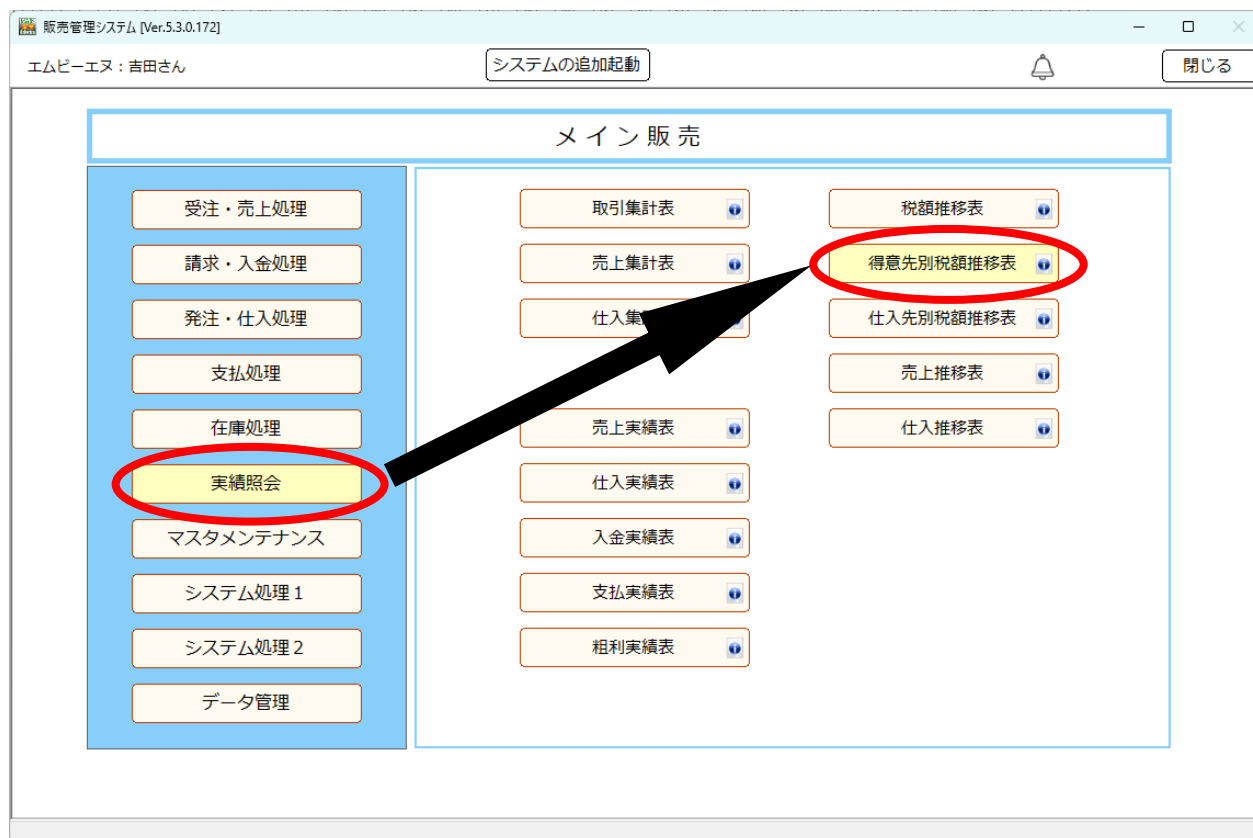 販売管理システム [Ver.5.3.0.172]
エムビーエヌ：吉田さん
システムの追加起動
閉じる
メイン販売
受注・売上処理
請求・入金処理
発注・仕入処理
支払処理
在庫処理
実績照会
マスタメンテナンス
システム処理１
システム処理２
データ管理
取引集計表
売上集計表
仕入集
売上実績表
仕入実績表
入金実績表
支払実績表
粗利実績表
税額推移表
得意先別税額推移表
仕入先別税額推移表
売上推移表
仕入推移表